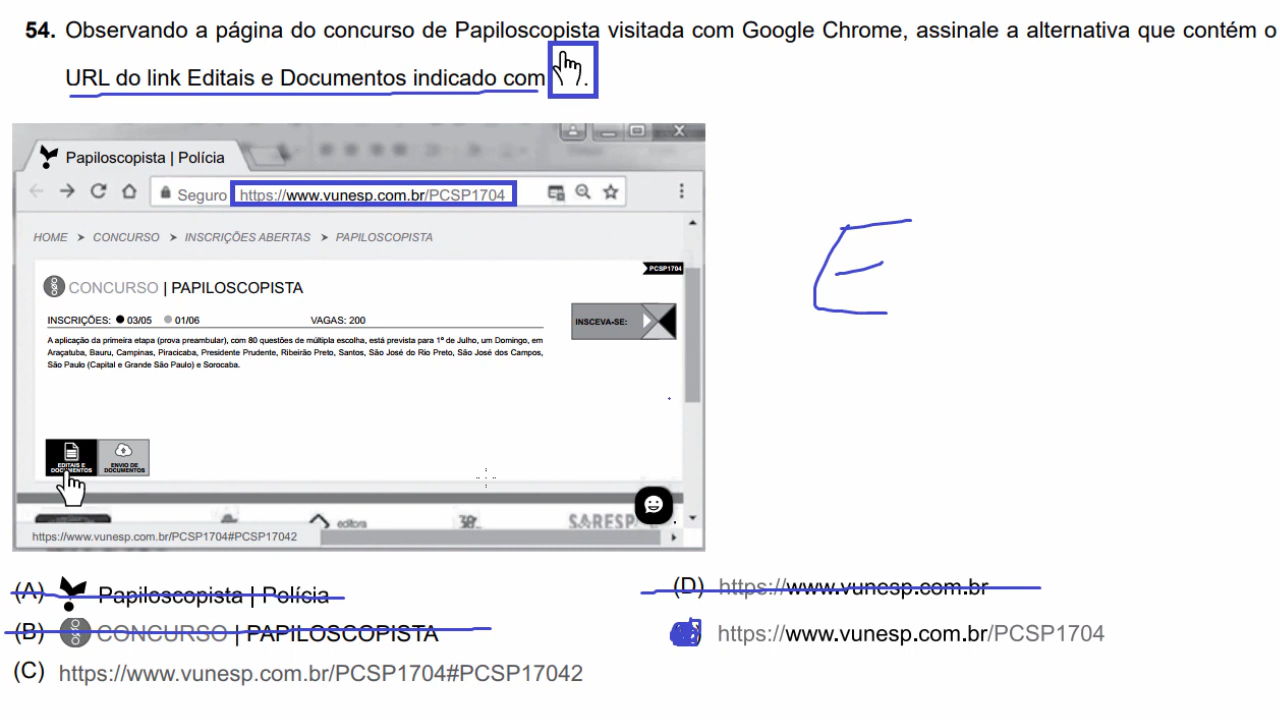 54. Observando a página do concurso de Papiloscopista visitada com Google Chrome, assinale a alternativa que contém o
URL do link Editais e Documentos indicado com .
Papiloscopista | Polícia
Seguro https://www.vunesp.com.br/PCSP1704
HOME > CONCURSO > INSCRIÇÕES ABERTAS > PAPILOSCOPISTA
PCSP1704
CONCURSO | PAPILOSCOPISTA
INSCRIÇÕES: 03/05 01/06 VAGAS: 200
INSCEVA-SE:
A aplicação da primeira etapa (prova preambular), com 80 questões de múltipla escolha, está prevista para 1º de Julho, um Domingo, em
Araçatuba, Bauru, Campinas, Piracicaba, Presidente Prudente, Ribeirão Preto, Santos, São José do Rio Preto, São José dos Campos,
São Paulo (Capital e Grande São Paulo) e Sorocaba.
E
EDITAIS E
DOCUMENTOS
ENVIO DE
DOCUMENTOS
editora
SARESP
https://www.vunesp.com.br/PCSP1704#PCSP17042
(A) Papiloscopista | Polícia
(B) CONCURSO | PAPILOSCOPISTA
(C) https://www.vunesp.com.br/PCSP1704#PCSP17042
(D) https://www.vunesp.com.br
https://www.vunesp.com.br/PCSP1704